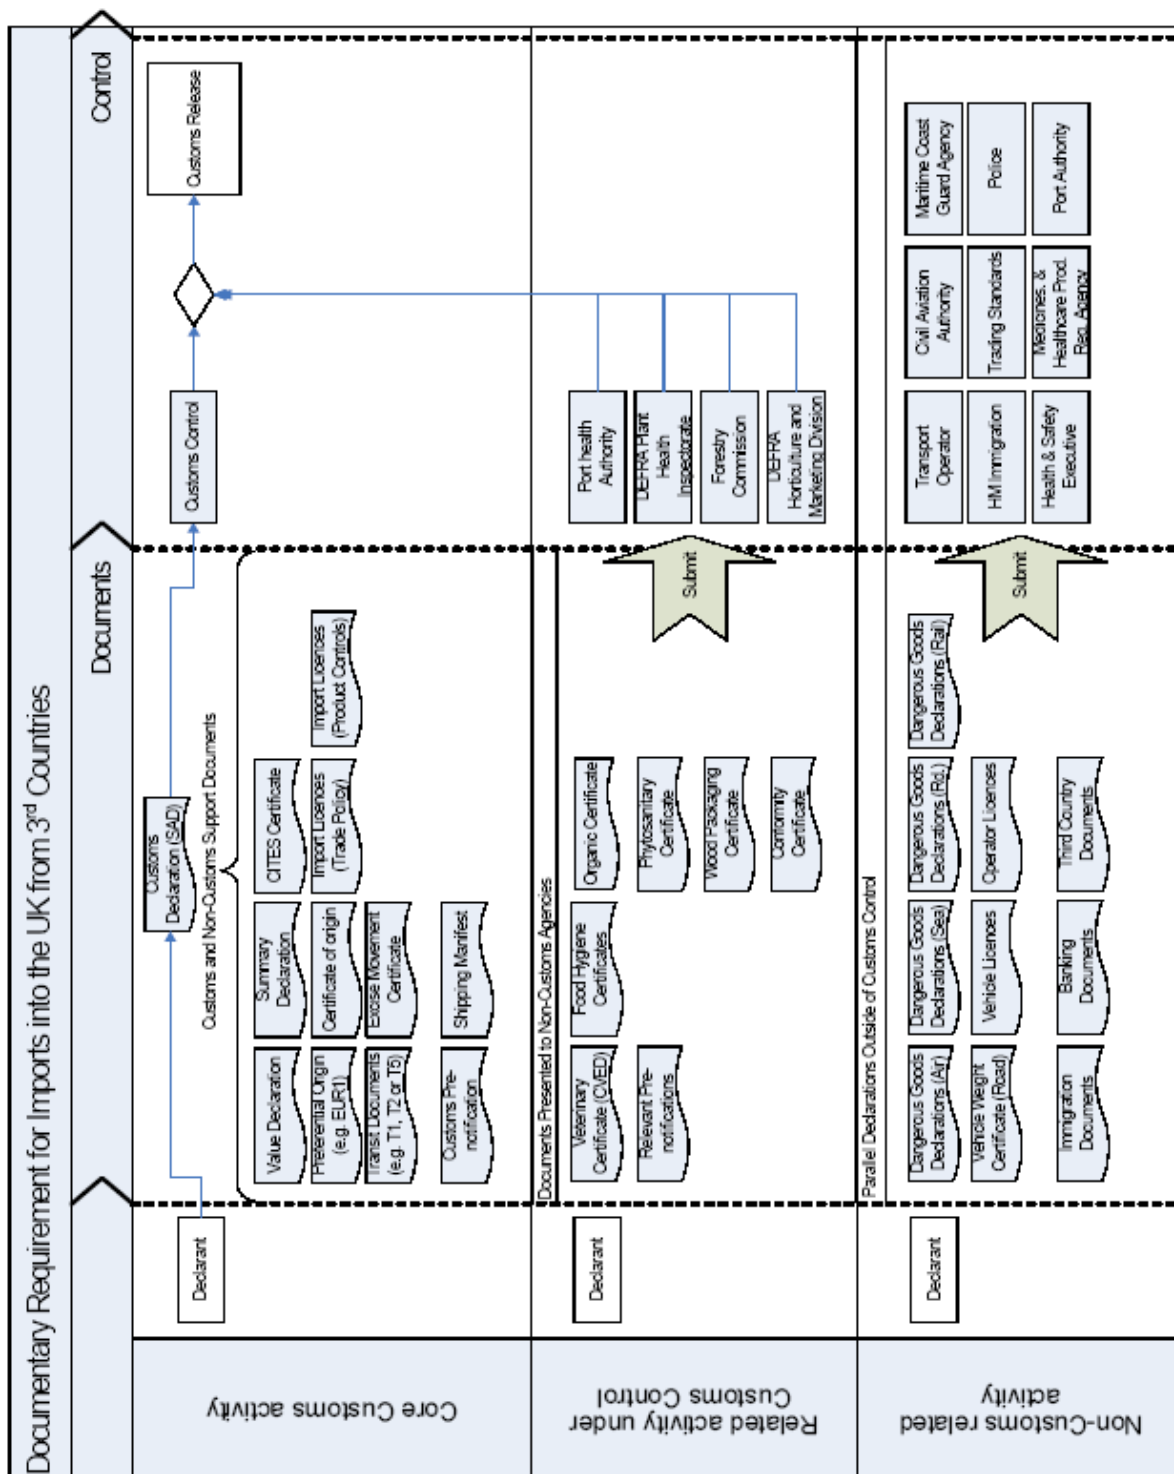 Documentary Requirement for Imports into the UK from 3rd Countries
Documents
Control
Core Customs activity
Declarant
Customs
Declaration (SAD)
Customs Control
Customs Release
Customs and Non-Customs Support Documents
Value Declaration
Summary
Declaration
CITES Certificate
Preferential Origin
(e.g. EUR1)
Certificate of origin
Import Licences
(Trade Policy)
Import Licences
(Product Controls)
Transit Documents
(e.g. T1, T2 or T5)
Excise Movement
Certificate
Customs Pre-
notification
Shipping Manifest
Related activity under
Customs Control
Declarant
Documents Presented to Non-Customs Agencies
Veterinary
Certificate (CVED)
Food Hygiene
Certificates
Organic Certificate
Relevant Pre-
notifications
Phytosanitary
Certificate
Wood Packaging
Certificate
Conformity
Certificate
Submit
Port health
Authority
DEFRA Plant
Health
Inspectorate
Forestry
Commission
DEFRA
Horticulture and
Marketing Division
Non-Customs related
activity
Declarant
Parallel Declarations Outside of Customs Control
Dangerous Goods
Declarations (Air)
Dangerous Goods
Declarations (Sea)
Dangerous Goods
Declarations (Rd.)
Dangerous Goods
Declarations (Rail)
Vehicle Weight
Certificate (Road)
Vehicle Licences
Operator Licences
Immigration
Documents
Banking
Documents
Third Country
Documents
Submit
Transport
Operator
Civil Aviation
Authority
Maritime Coast
Guard Agency
HM Immigration
Trading Standards
Police
Health & Safety
Executive
Medicines. &
Healthcare Prod.
Reg. Agency
Port Authority